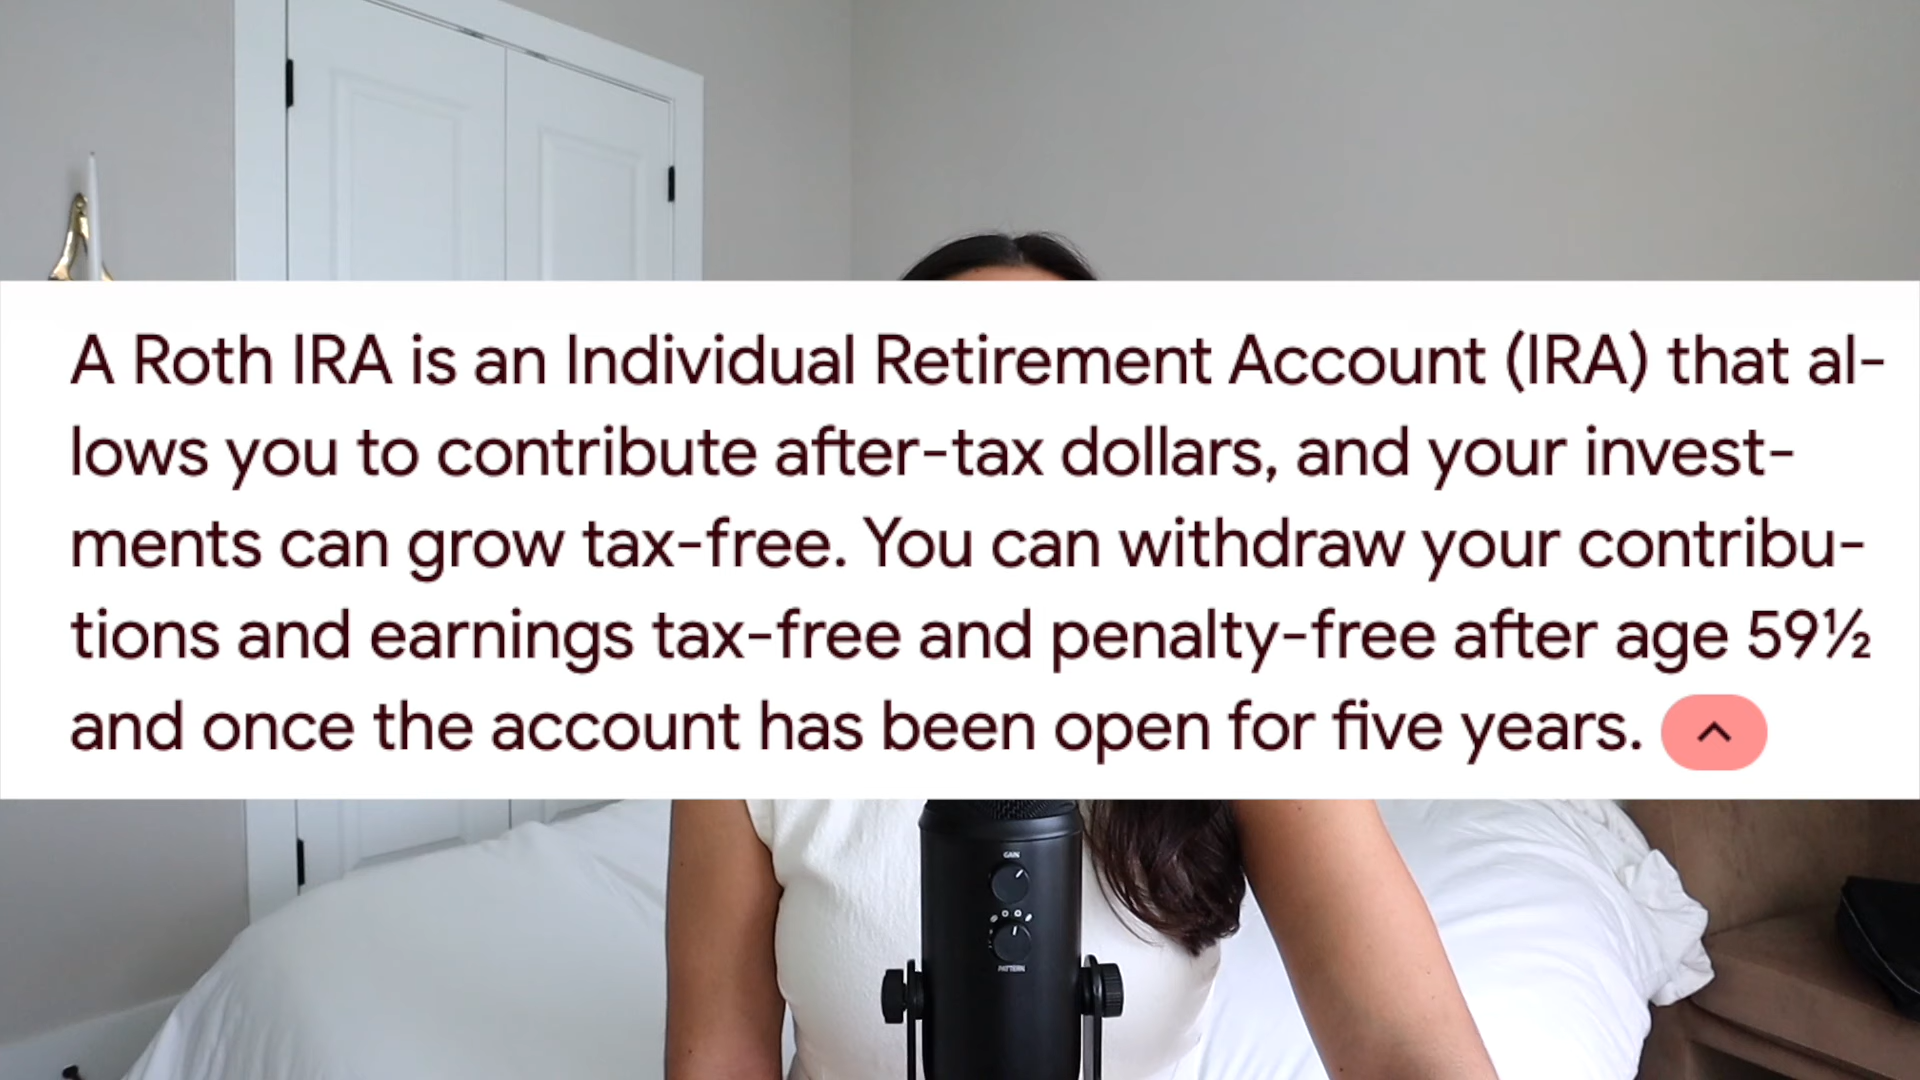 A Roth IRA is an Individual Retirement Account (IRA) that al-
lows you to contribute after-tax dollars, and your invest-
ments can grow tax-free. You can withdraw your contribu-
tions and earnings tax-free and penalty-free after age 59½
and once the account has been open for five years.
GAIN
PATTERN